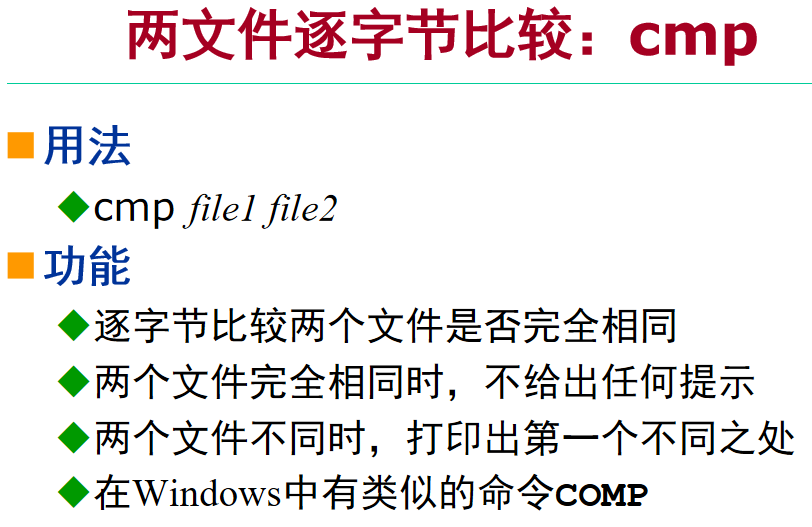 两文件逐字节比较：cmp
用法
cmp file1 file2
功能
逐字节比较两个文件是否完全相同
两个文件完全相同时，不给出任何提示
两个文件不同时，打印出第一个不同之处
在Windows中有类似的命令COMP